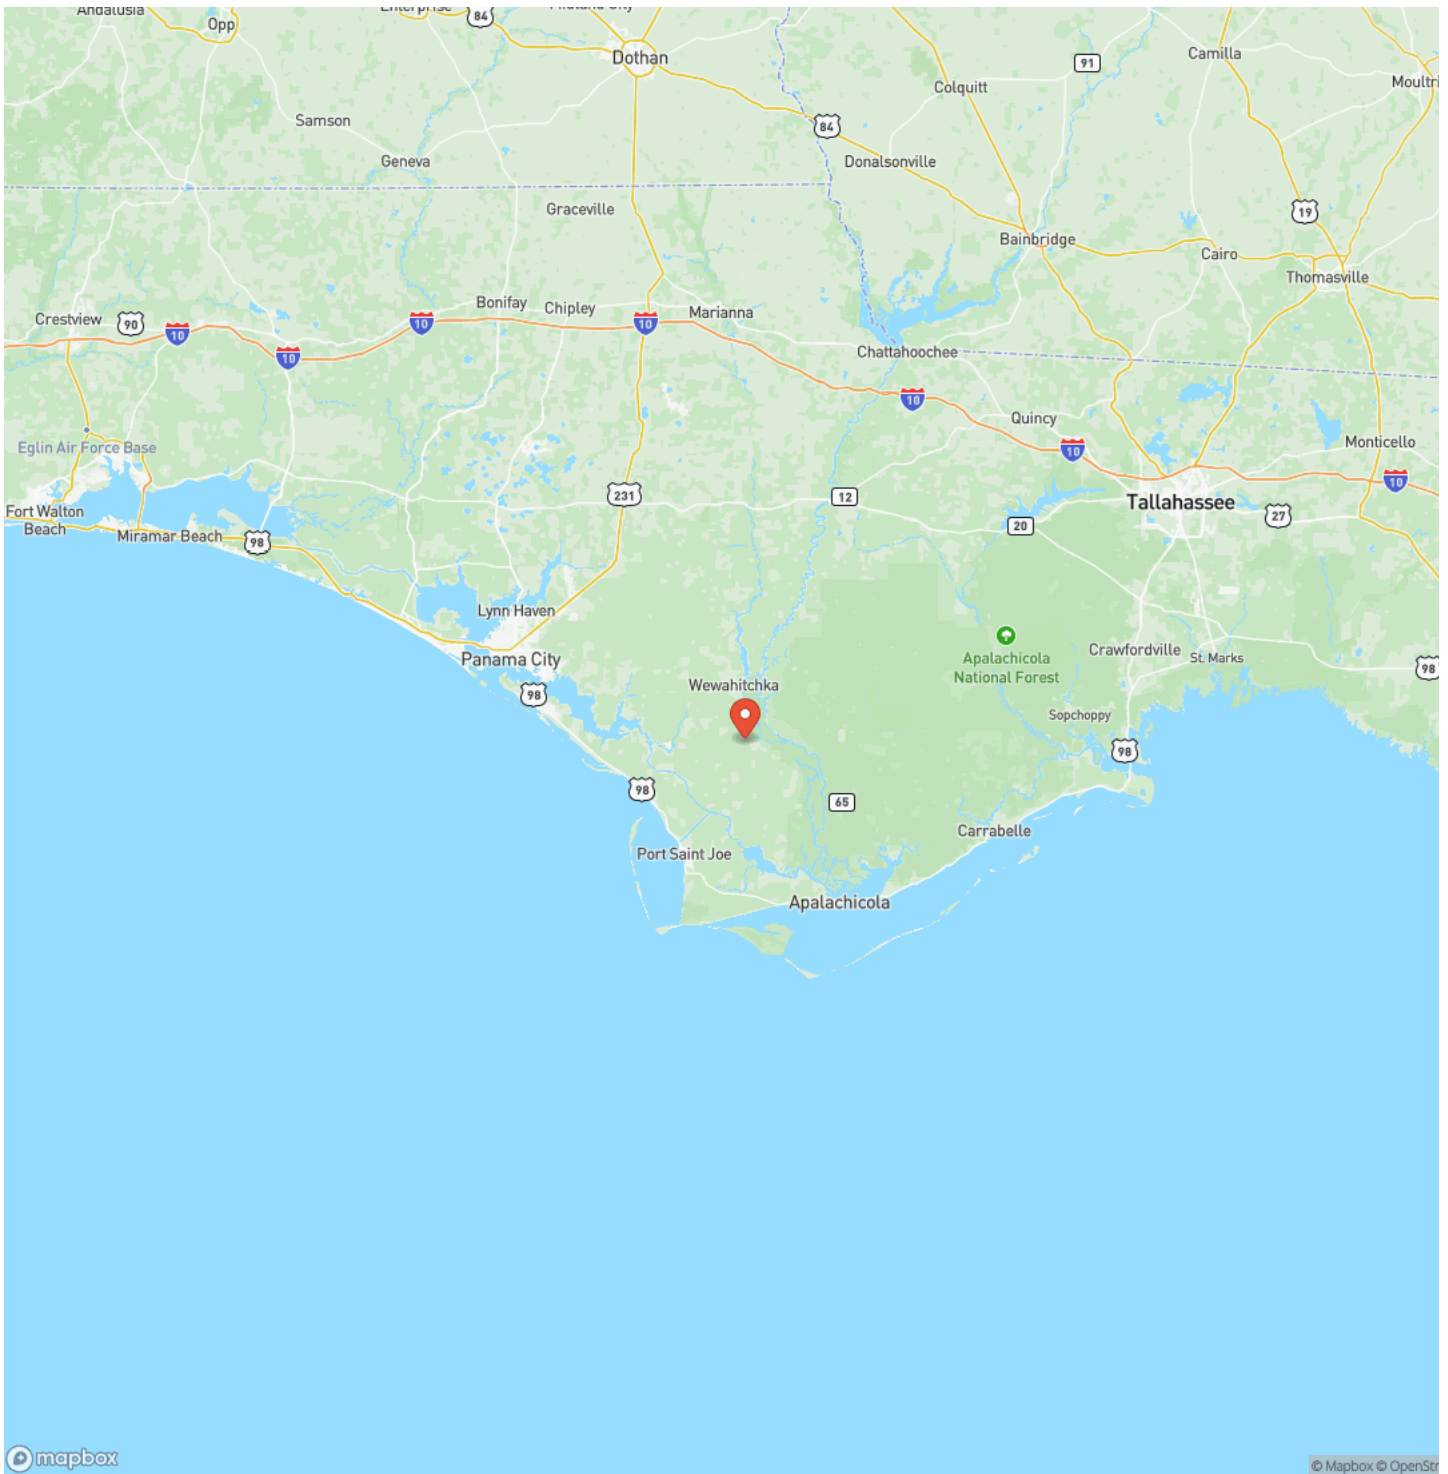 Andalusia
Opp
Enterprise
84
Midland City
Dothan
91
Camilla
Moultri
Colquitt
Samson
84
Geneva
Donalsonville
Graceville
19
Bainbridge
Cairo
Thomasville
Crestview
90
10
10
10
Bonifay
Chipley
10
Marianna
Chattahoochee
10
Quincy
10
Monticello
10
Eglin Air Force Base
231
12
Tallahassee
Fort Walton
Beach
Miramar Beach
98
20
27
Lynn Haven
Panama City
98
Apalachicola
National Forest
Crawfordville
St. Marks
98
Wewahitchka
Sopchoppy
98
98
65
Carrabelle
Port Saint Joe
Apalachicola
mapbox
© Mapbox © OpenStr